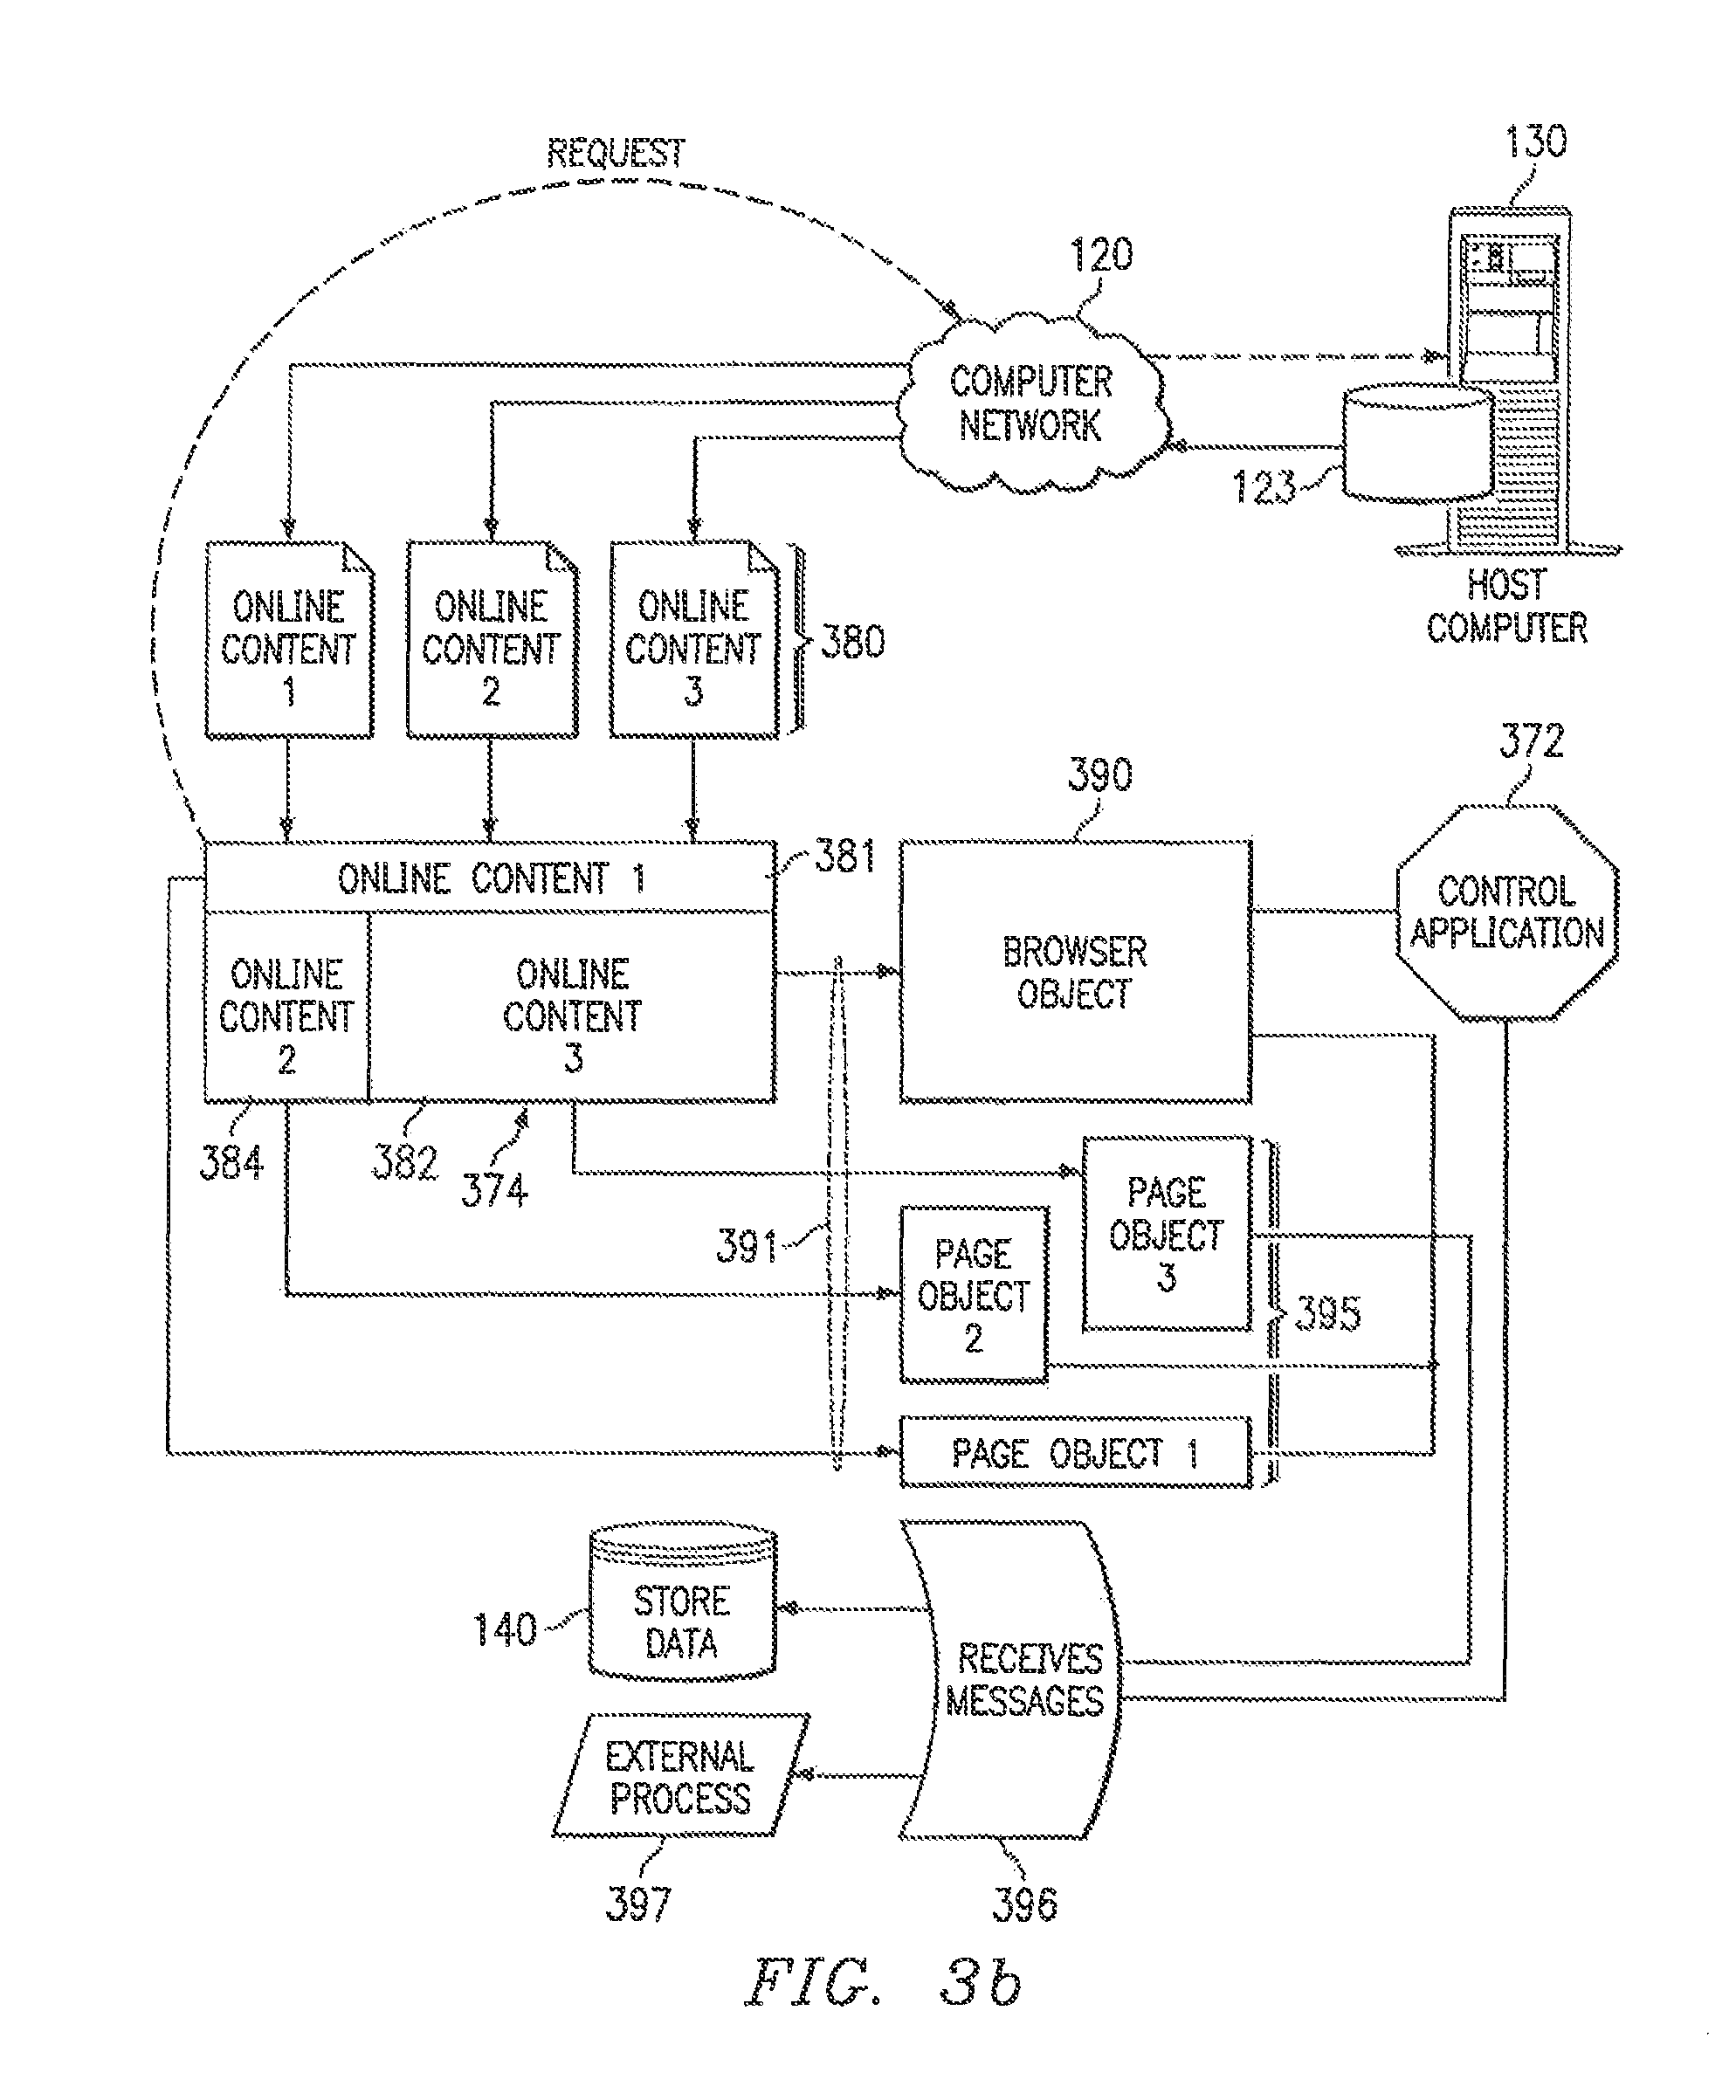 REQUEST
130
120
COMPUTER
NETWORK
123
HOST
COMPUTER
ONLINE
CONTENT
1
ONLINE
CONTENT
2
ONLINE
CONTENT
3
380
372
390
381
ONLINE CONTENT 1
CONTROL
APPLICATION
BROWSER
OBJECT
ONLINE
CONTENT
2
ONLINE
CONTENT
3
384
382
374
391
PAGE
OBJECT
3
PAGE
OBJECT
2
395
PAGE OBJECT 1
140
STORE
DATA
RECEIVES
MESSAGES
EXTERNAL
PROCESS
397
396
FIG. 3b